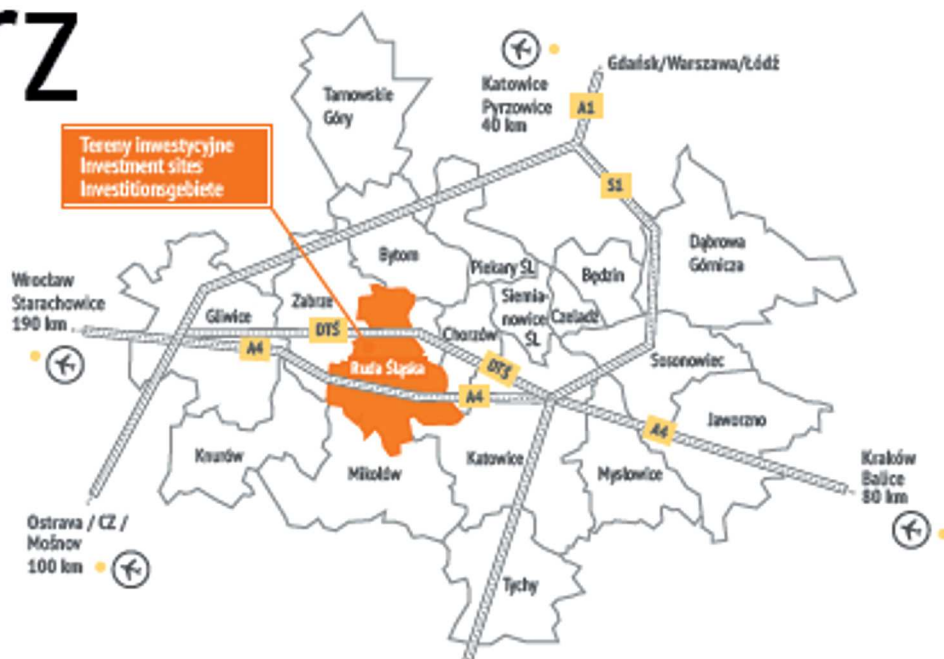 rz
Tarnowskie
Góry
Katowice
Pyrzowice
40 km
Gdańsk/Warszawa/Łódź
A1
Tereny inwestycyjne
Investment sites
Investitionsgebiete
S1
Dąbrowa
Górnicza
Bytom
Piekary Śl.
Będzin
Wrocław
Starachowice
190 km
Gliwice
Zabrze
Siemia-
nowice
Śl.
Czeladź
DTŚ
Chorzów
A4
Ruda Śląska
DTŚ
Sosonowiec
A4
Jaworzno
A4
Knurów
Mikołów
Katowice
Mysłowice
Kraków
Balice
80 km
Ostrava / CZ /
Mošnov
100 km
Tychy